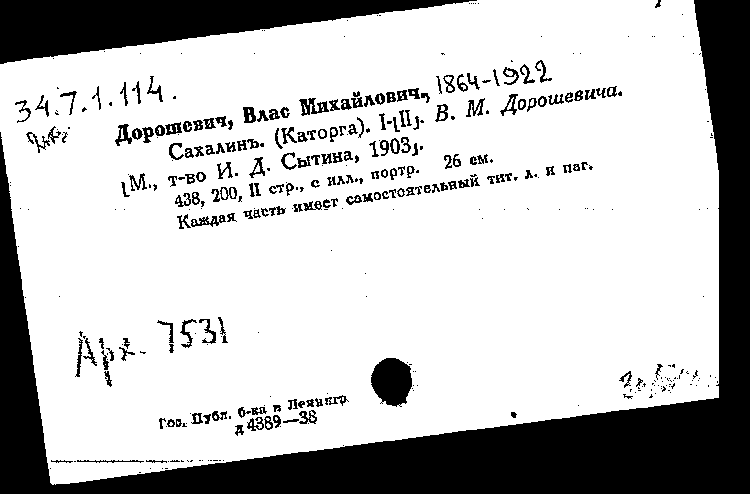 34.7.1.114.
Дорошевич, Влас Михайлович, 1864-1922
Сахалинъ. (Каторга). I-[II]. В. М. Дорошевича.
[М., т-во И. Д. Сытина, 1903].
438, 200, II стр., с илл., портр. 26 см.
Каждая часть имеет самостоятельный тит. л. и паг.
Арх. 7531
Гос. Публ. б-ка в Ленингр.
д 4389—38